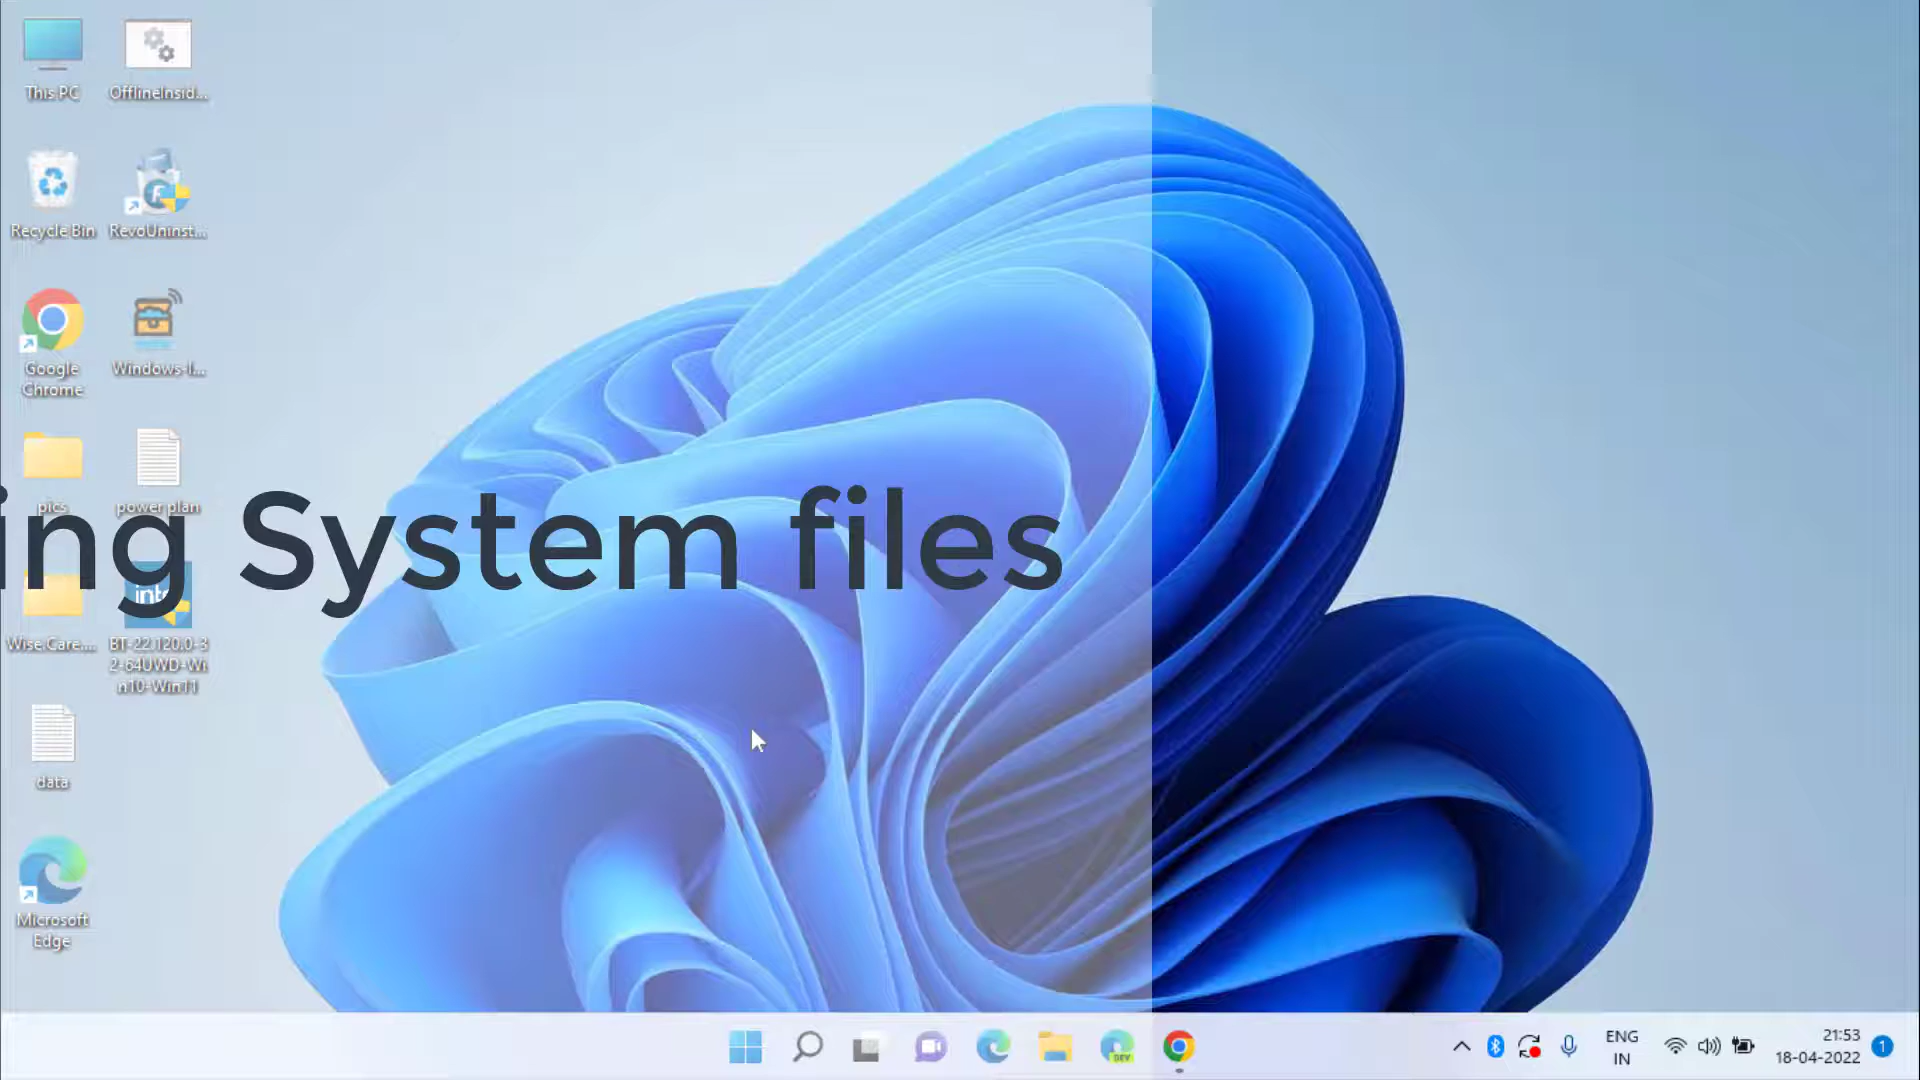 This PC
OfflineInsid...
Recycle Bin
RevoUninst...
Google
Chrome
Windows-I...
pics
power plan
ing System files
intel
Wise.Care....
BT-22.120.0-3
2-64UWD-Wi
n10-Win11
data
Microsoft
Edge
DEV
ENG
IN
21:53
18-04-2022
1